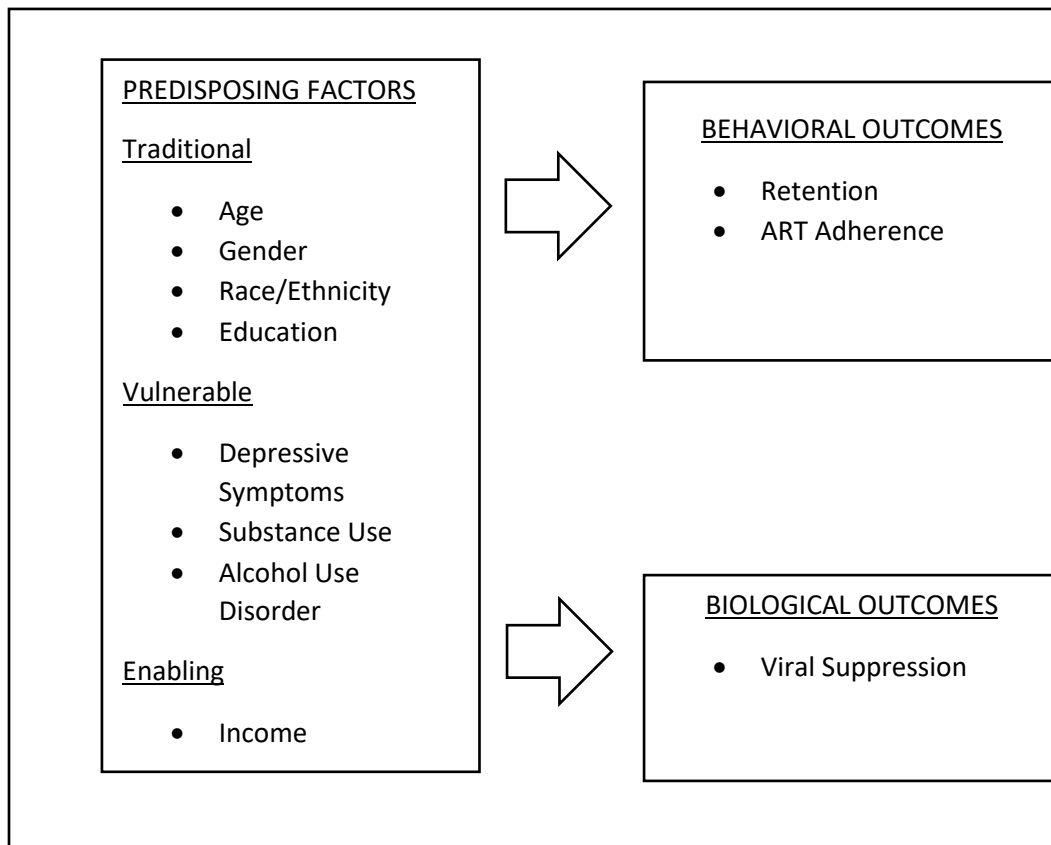 PREDISPOSING FACTORS
Traditional
• Age
• Gender
• Race/Ethnicity
• Education
Vulnerable
• Depressive
Symptoms
• Substance Use
• Alcohol Use
Disorder
Enabling
• Income
BEHAVIORAL OUTCOMES
• Retention
• ART Adherence
BIOLOGICAL OUTCOMES
• Viral Suppression